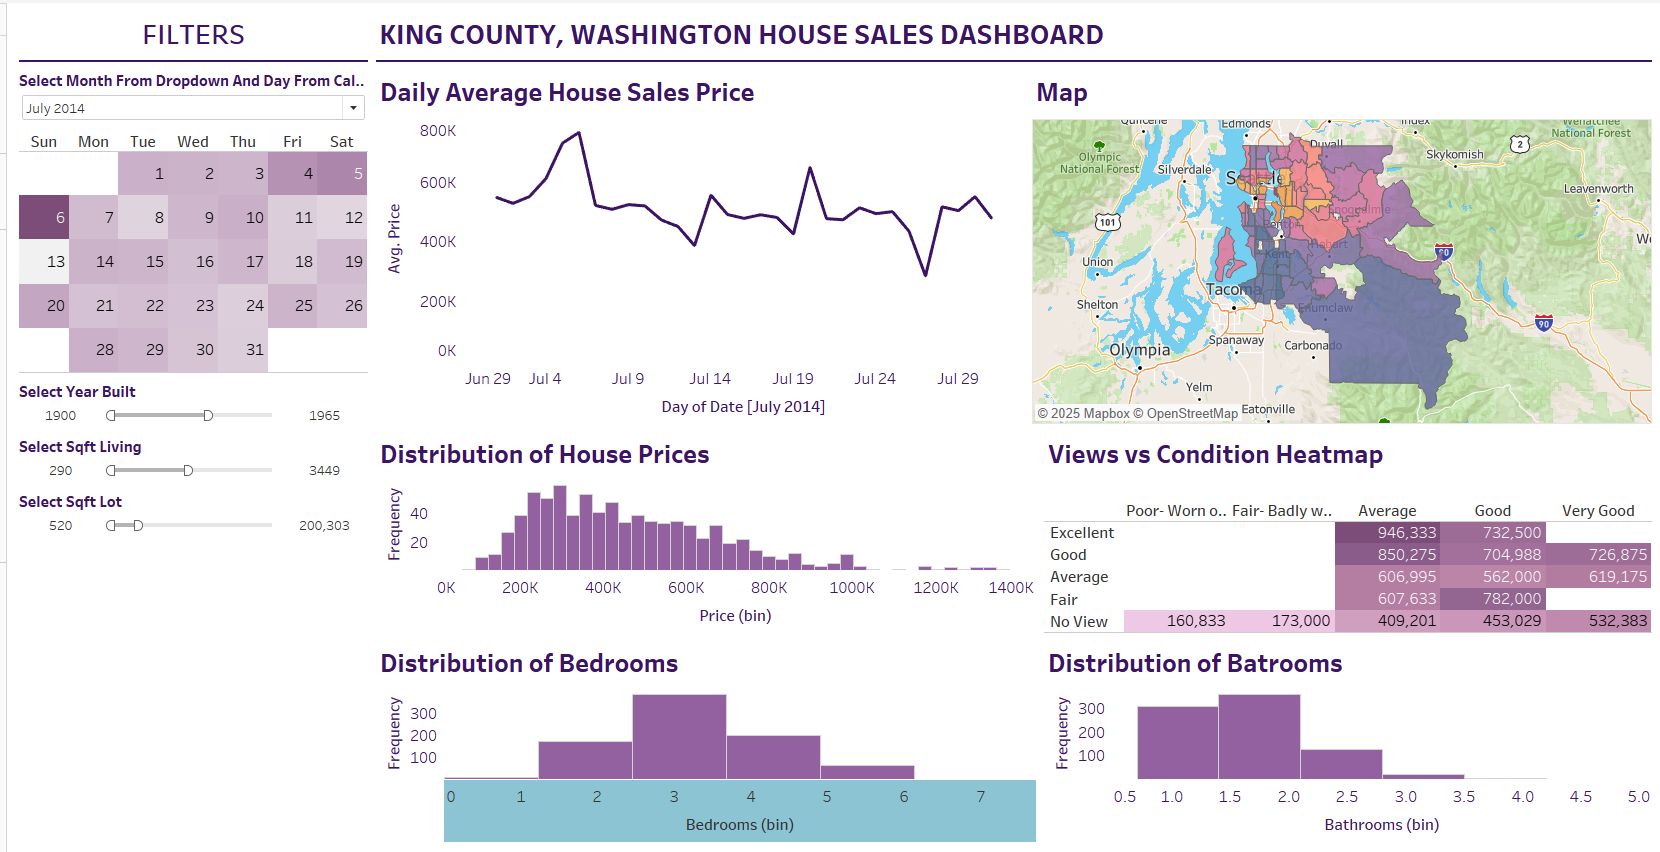 FILTERS
KING COUNTY, WASHINGTON HOUSE SALES DASHBOARD
Select Month From Dropdown And Day From Cal..
July 2014
Sun Mon Tue Wed Thu Fri Sat
1 2 3 4 5
6 7 8 9 10 11 12
13 14 15 16 17 18 19
20 21 22 23 24 25 26
28 29 30 31
Select Year Built
1900 1965
Select Sqft Living
290 3449
Select Sqft Lot
520 200,303
Daily Average House Sales Price
800K
600K
400K
200K
0K
Avg. Price
Jun 29 Jul 4 Jul 9 Jul 14 Jul 19 Jul 24 Jul 29
Day of Date [July 2014]
Map
Edmonds
Wenatchee
National Forest
Duvall
2
Skykomish
Olympic
National Forest
Silverdale
Leavenworth
101
Union
90
Tacoma
Shelton
Enumclaw
90
Spanaway
Carbonado
Olympia
Yelm
© 2025 Mapbox © OpenStreetMap
Eatonville
Distribution of House Prices
Frequency
40
20
0K 200K 400K 600K 800K 1000K 1200K 1400K
Price (bin)
Views vs Condition Heatmap
Poor- Worn o.. Fair- Badly w.. Average Good Very Good
Excellent 946,333 732,500
Good 850,275 704,988 726,875
Average 606,995 562,000 619,175
Fair 607,633 782,000
No View 160,833 173,000 409,201 453,029 532,383
Distribution of Bedrooms
Frequency
300
200
100
0 1 2 3 4 5 6 7
Bedrooms (bin)
Distribution of Batrooms
Frequency
300
200
100
0.5 1.0 1.5 2.0 2.5 3.0 3.5 4.0 4.5 5.0
Bathrooms (bin)